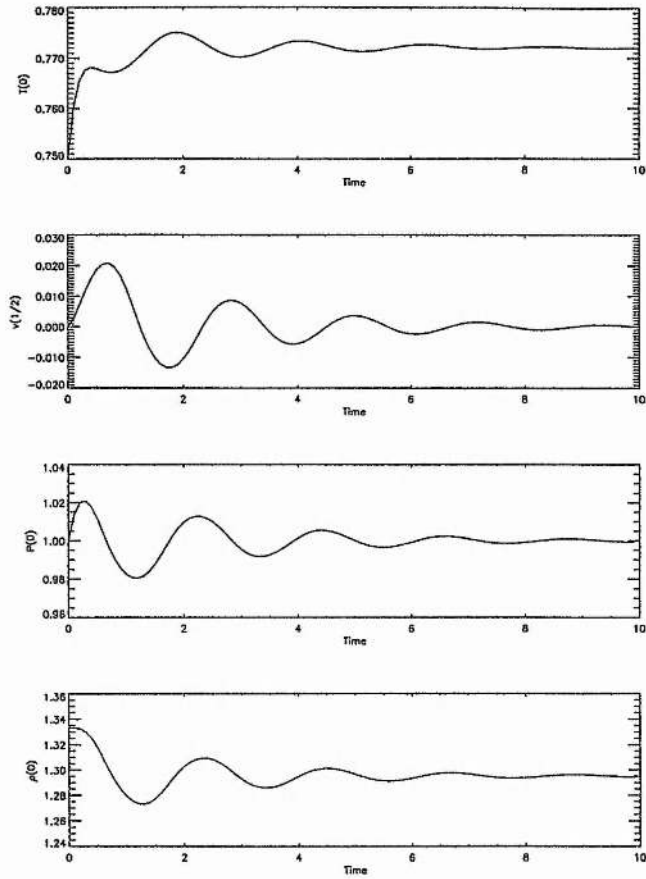 0.780
0.770
0.760
0.750
T(0)
0 2 4 6 8 10
Time
0.030
0.020
0.010
0.000
-0.010
-0.020
v(1/2)
0 2 4 6 8 10
Time
1.04
1.02
1.00
0.98
0.96
P(0)
0 2 4 6 8 10
Time
1.36
1.34
1.32
1.30
1.28
1.26
1.24
ρ(0)
0 2 4 6 8 10
Time